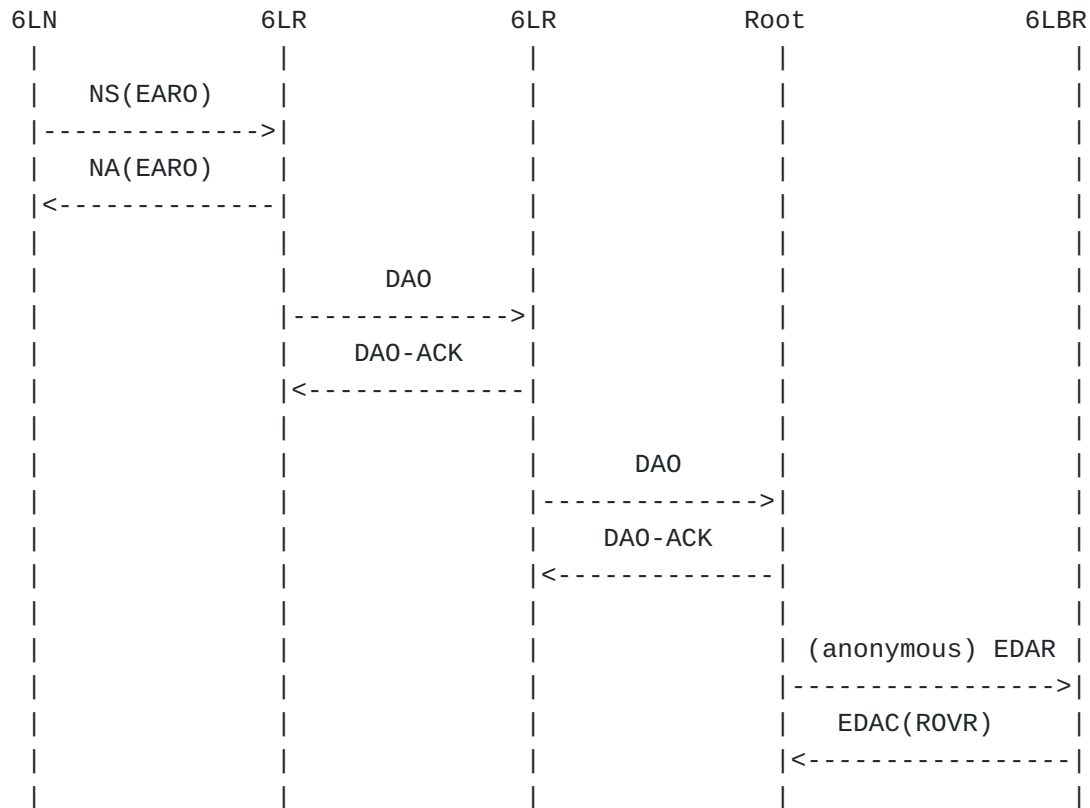 6LN 6LR 6LR Root 6LBR
NS(EARO)
NA(EARO)
DAO
DAO-ACK
DAO
DAO-ACK
(anonymous) EDAR
EDAC(ROVR)